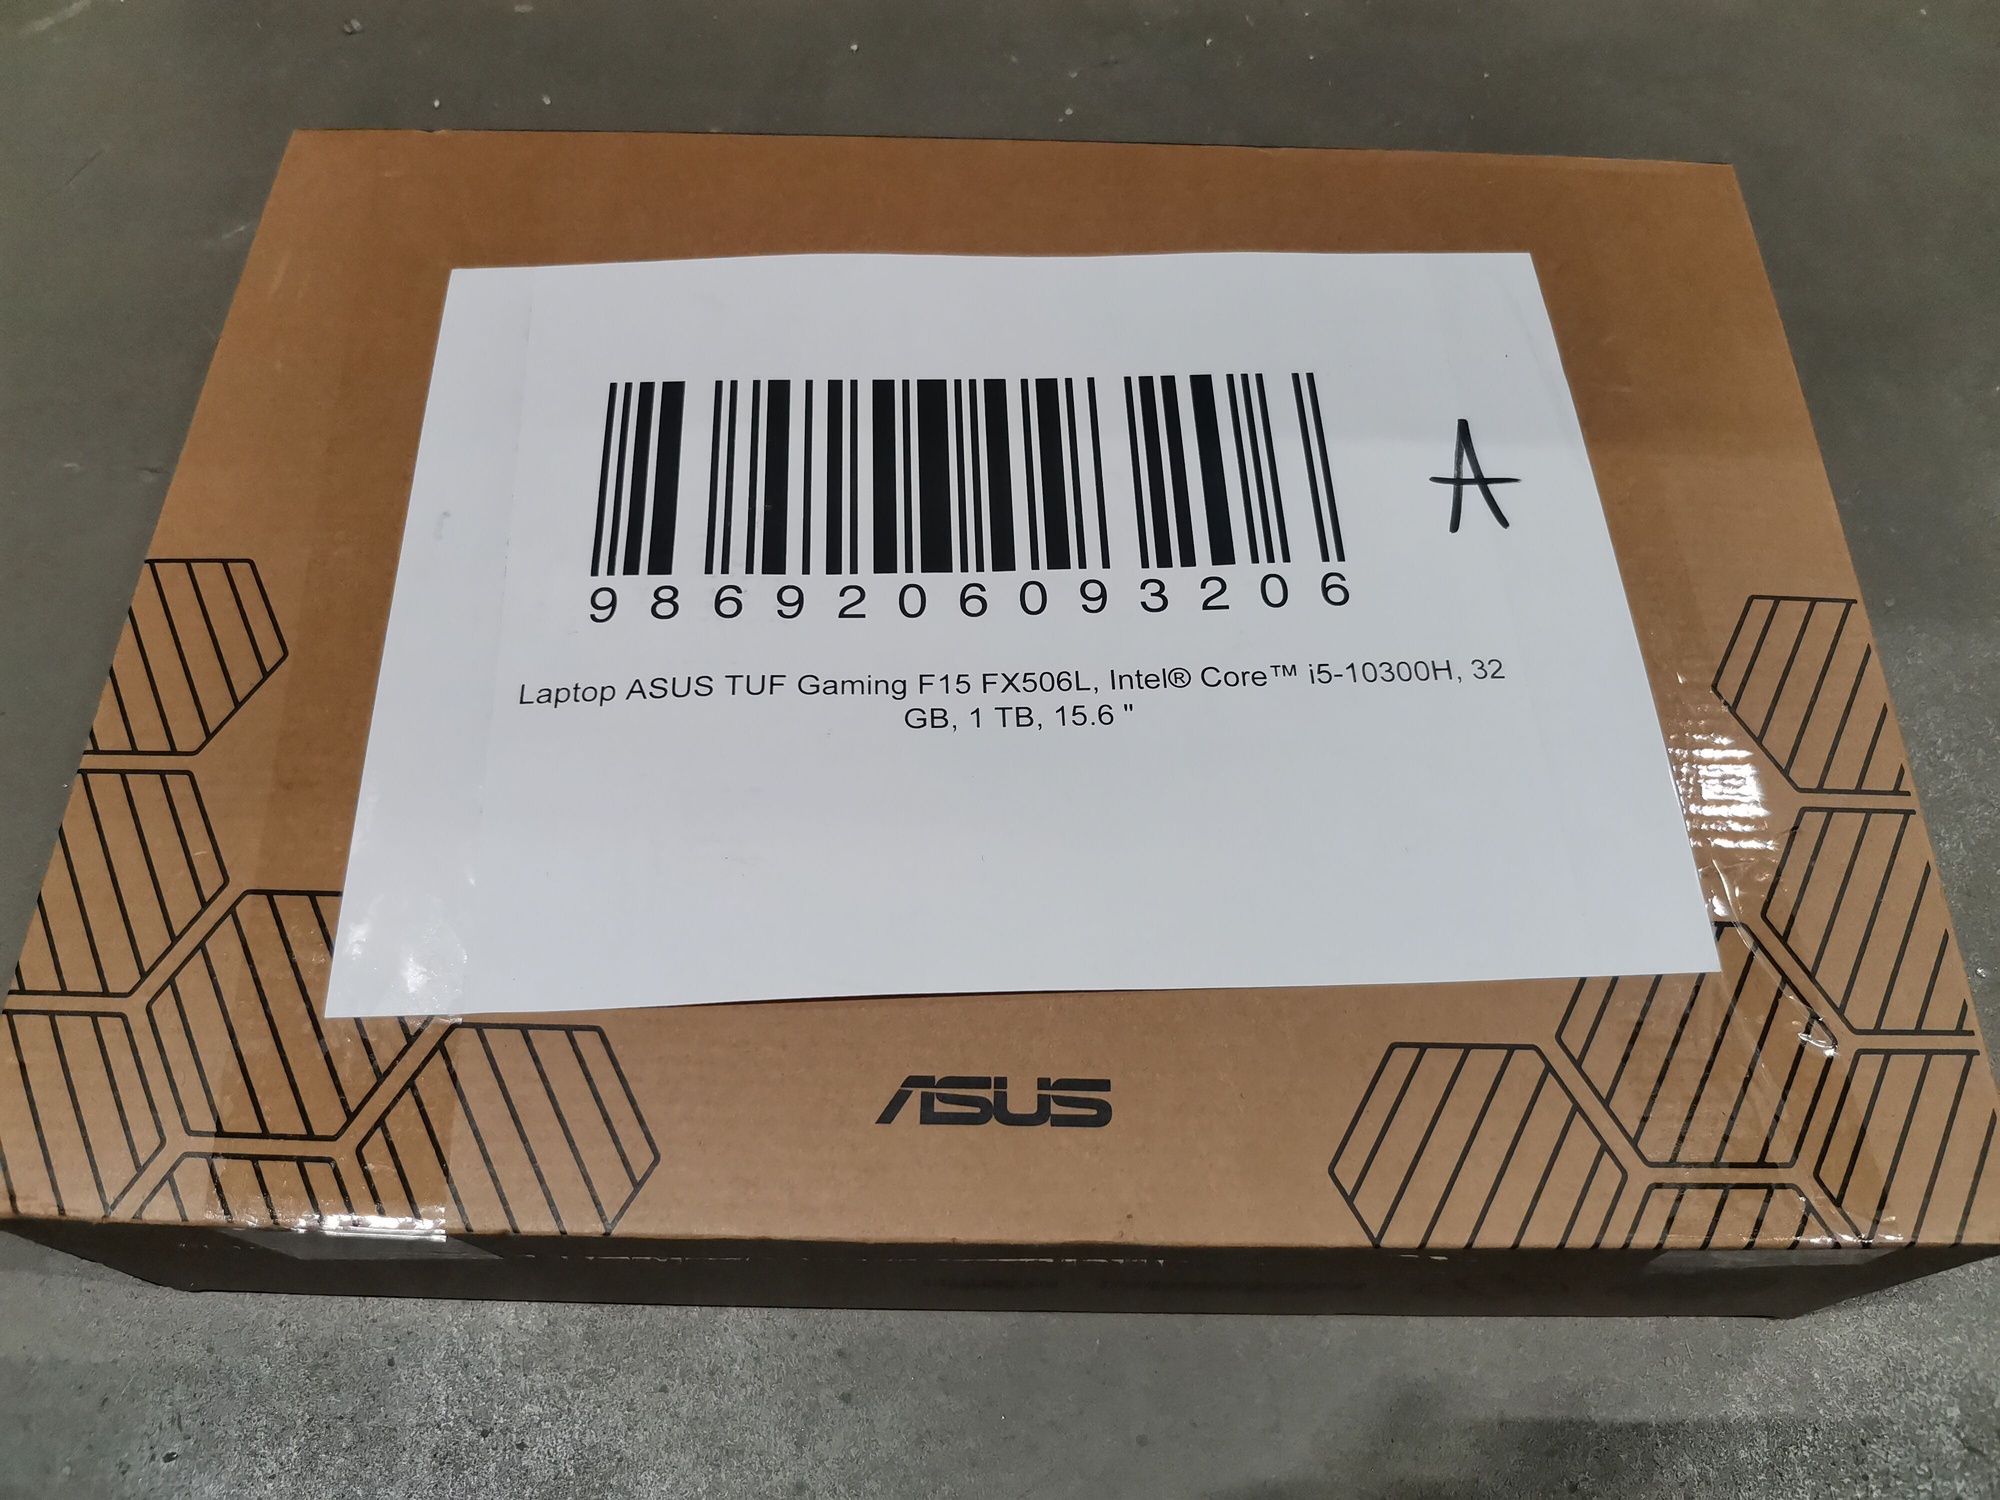 A
9869206093206
Laptop ASUS TUF Gaming F15 FX506L, Intel® Core™ i5-10300H, 32
GB, 1 TB, 15.6 "
ASUS